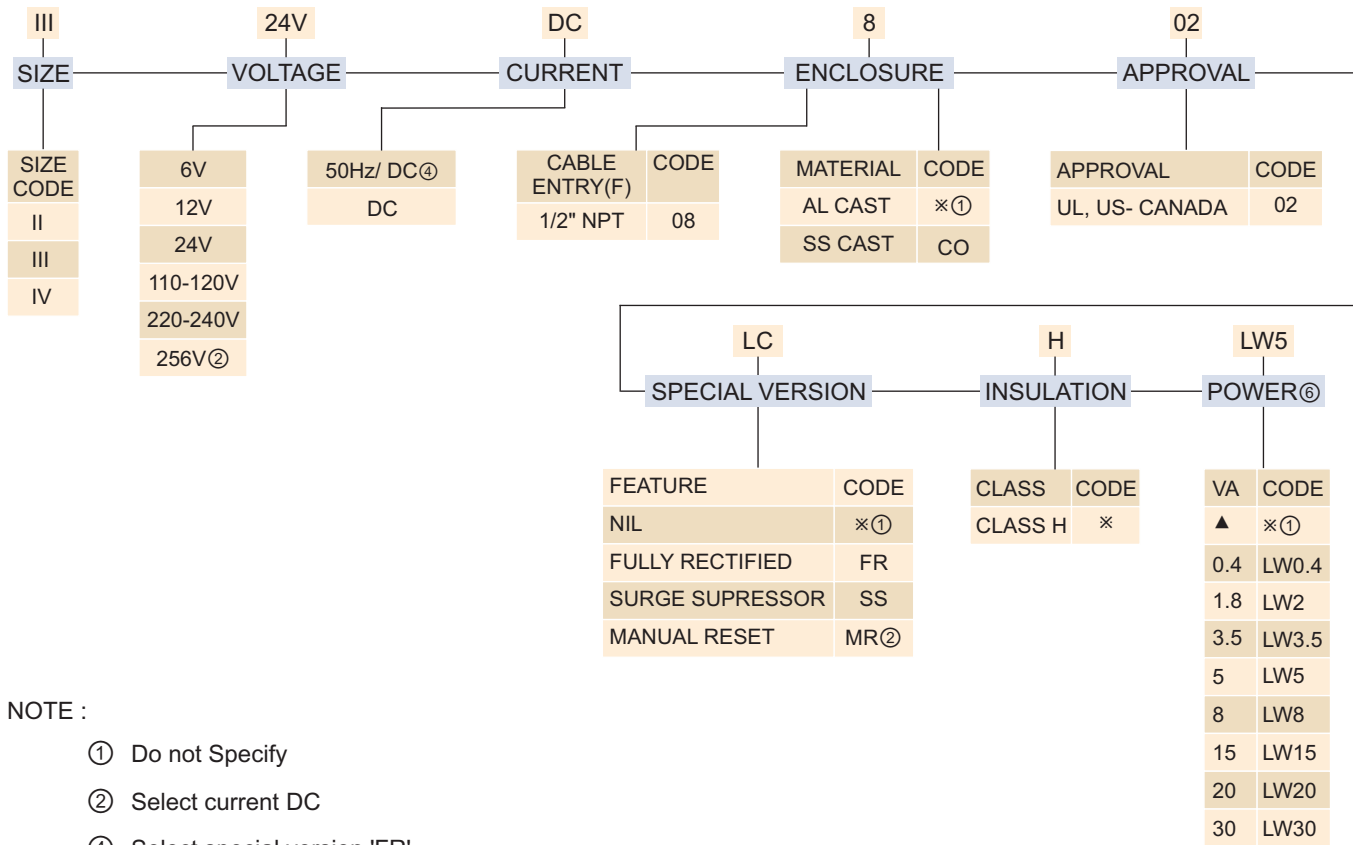 III 24V DC 8 02
SIZE VOLTAGE CURRENT ENCLOSURE APPROVAL
SIZE CODE
II
III
IV
6V
12V
24V
110-120V
220-240V
256V②
50Hz/ DC④
DC
CABLE ENTRY(F) CODE
1/2" NPT 08
MATERIAL CODE
AL CAST ※①
SS CAST CO
APPROVAL CODE
UL, US- CANADA 02
LC H LW5
SPECIAL VERSION INSULATION POWER⑥
FEATURE CODE
NIL ※①
FULLY RECTIFIED FR
SURGE SUPRESSOR SS
MANUAL RESET MR②
CLASS CODE
CLASS H ※
VA CODE
▲ ※①
0.4 LW0.4
1.8 LW2
3.5 LW3.5
5 LW5
8 LW8
15 LW15
20 LW20
30 LW30
NOTE :
① Do not Specify
② Select current DC
④ Select special version 'FR'